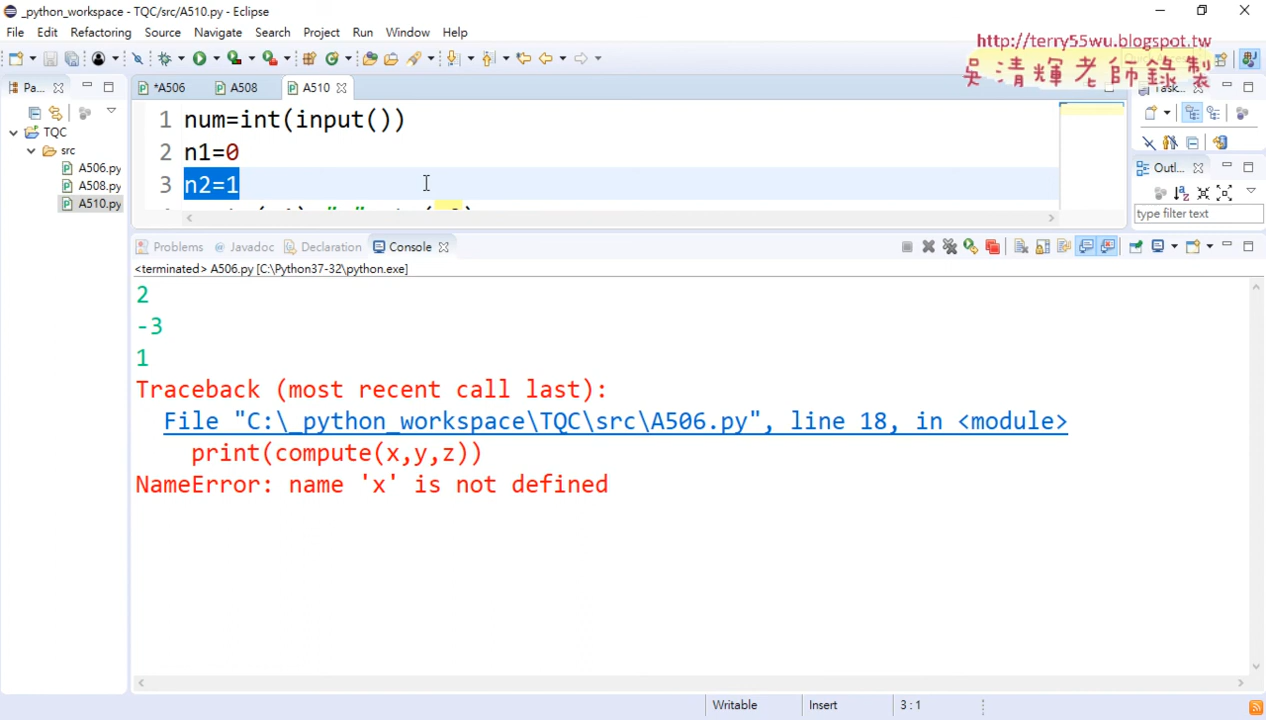 _python_workspace - TQC/src/A510.py - Eclipse
File Edit Refactoring Source Navigate Search Project Run Window Help
http://terry55wu.blogspot.tw
吳清輝老師錄製
Pa...
*A506 A508 A510
Task...
TQC
src
A506.py
A508.py
A510.py
1 num=int(input())
2 n1=0
3 n2=1
Outl...
type filter text
Problems Javadoc Declaration Console
<terminated> A506.py [C:\Python37-32\python.exe]
2
-3
1
Traceback (most recent call last):
File "C:\_python_workspace\TQC\src\A506.py", line 18, in <module>
print(compute(x,y,z))
NameError: name 'x' is not defined
Writable Insert 3 : 1